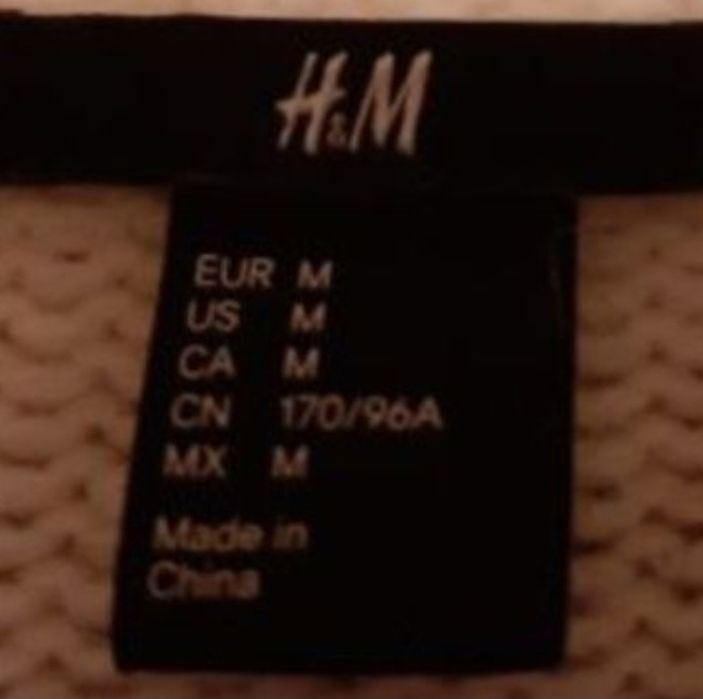 H&M
EUR M
US M
CA M
CN 170/96A
MX M
Made in
China